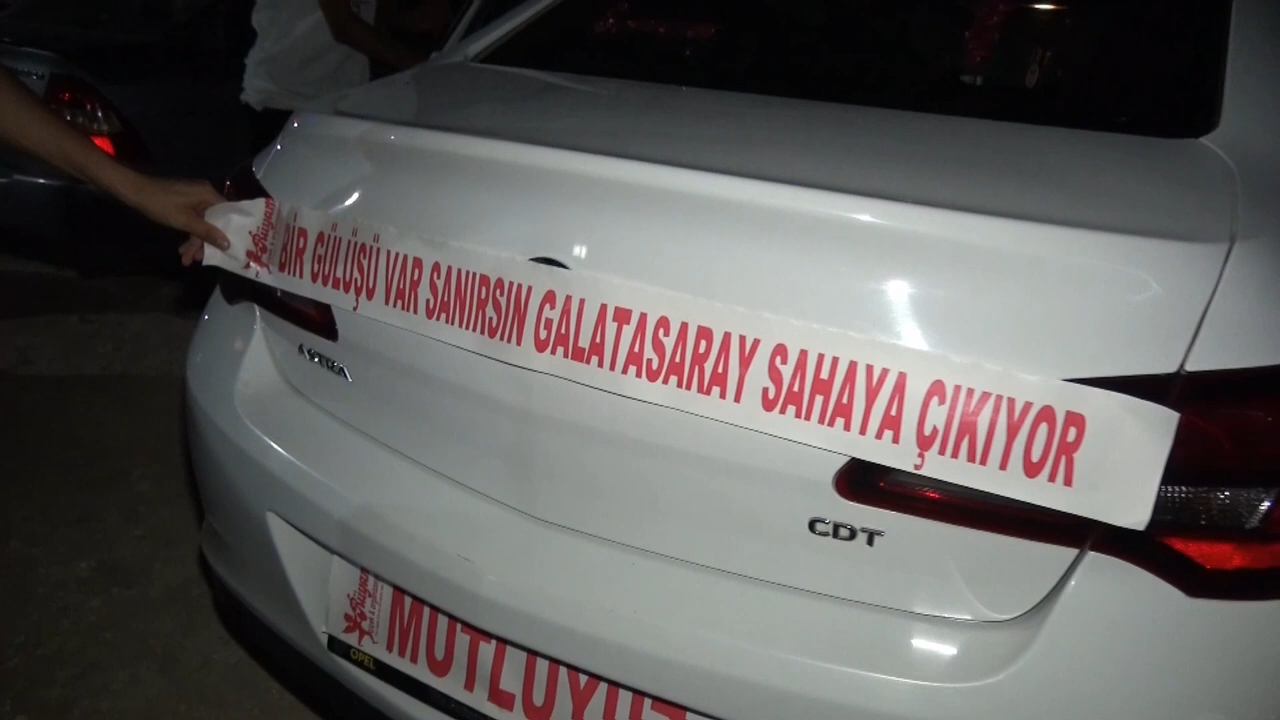 BİR GÜLÜŞÜ VAR SANIRSIN GALATASARAY SAHAYA ÇIKIYOR
ASTRA
CDT
MUTLUYUZ
OPEL